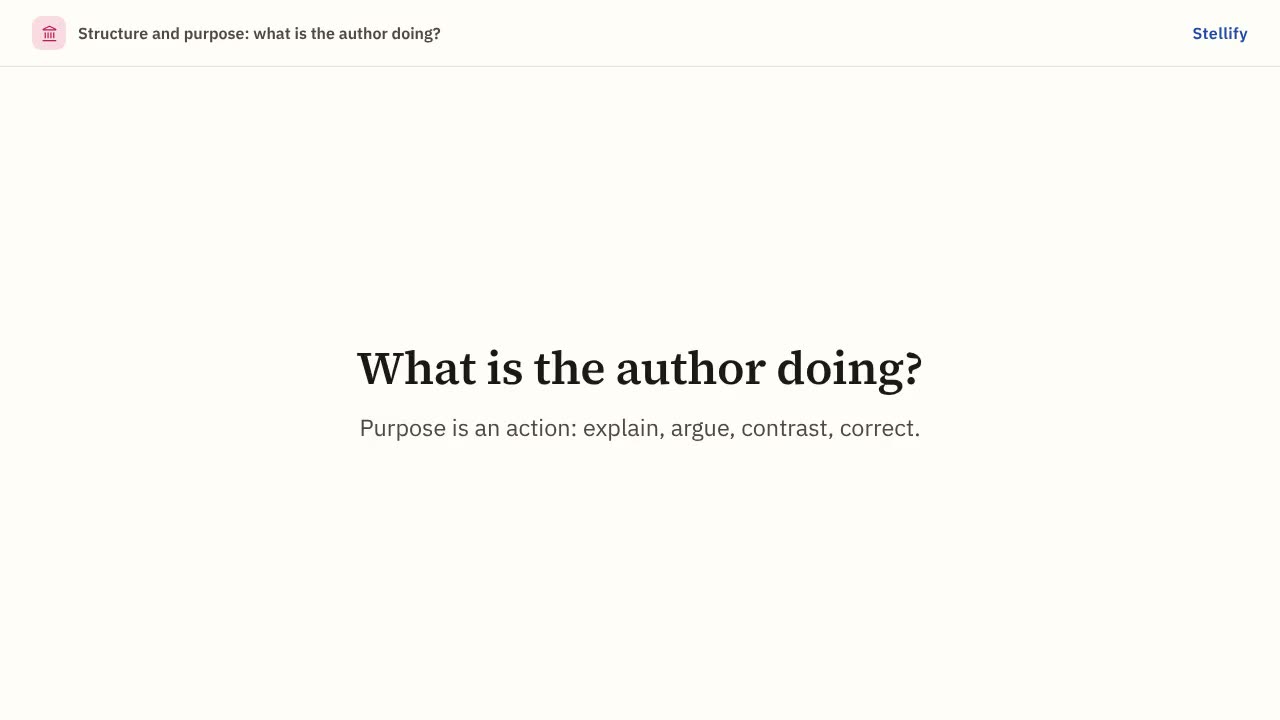 Structure and purpose: what is the author doing?
Stellify
What is the author doing?
Purpose is an action: explain, argue, contrast, correct.